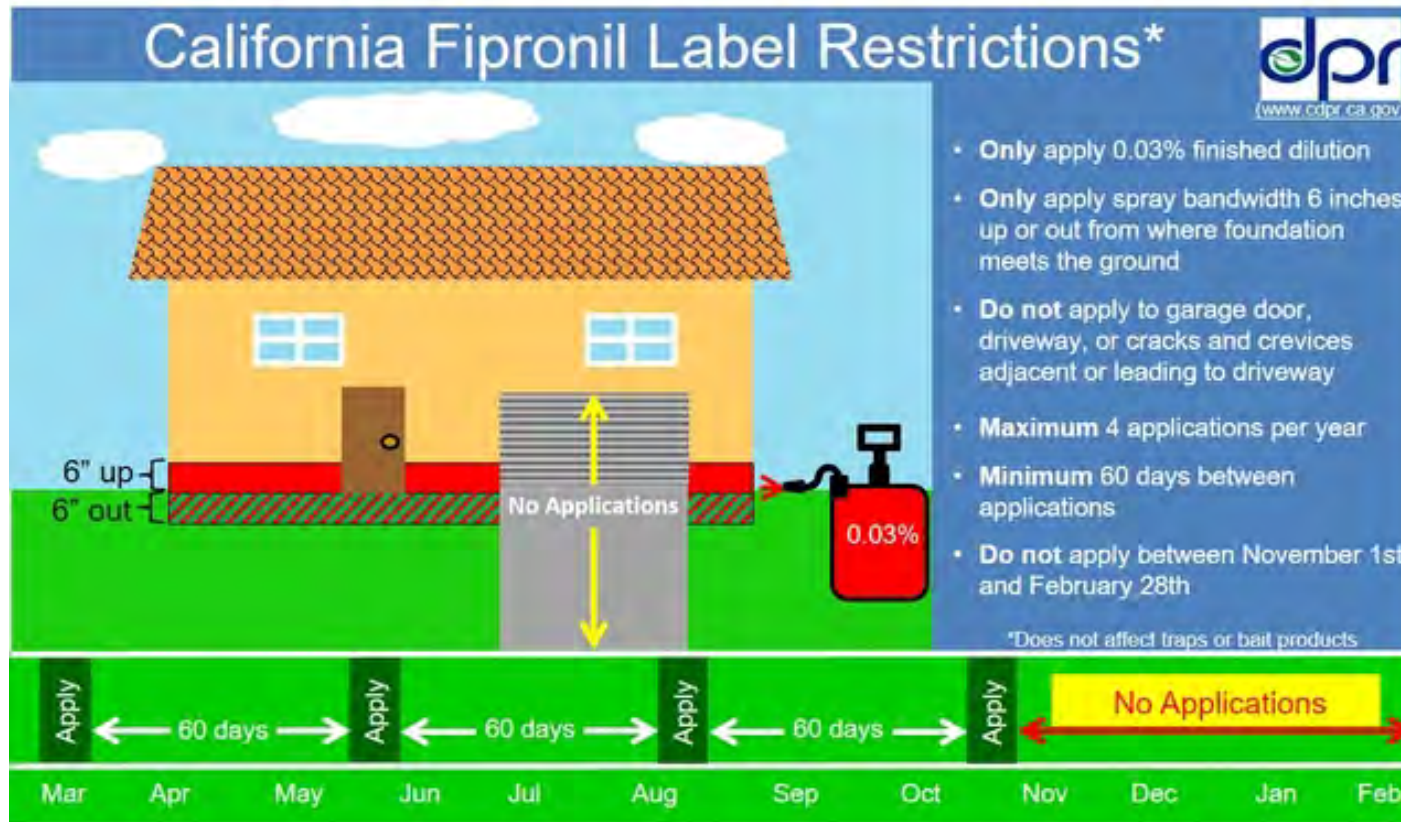 California Fipronil Label Restrictions*
dpr
(www.cdpr.ca.gov)
• Only apply 0.03% finished dilution
• Only apply spray bandwidth 6 inches
up or out from where foundation
meets the ground
• Do not apply to garage door,
driveway, or cracks and crevices
adjacent or leading to driveway
• Maximum 4 applications per year
• Minimum 60 days between
applications
• Do not apply between November 1st
and February 28th
*Does not affect traps or bait products
6” up
6” out
No Applications
0.03%
Apply
60 days
Apply
60 days
Apply
60 days
Apply
No Applications
Mar Apr May Jun Jul Aug Sep Oct Nov Dec Jan Feb